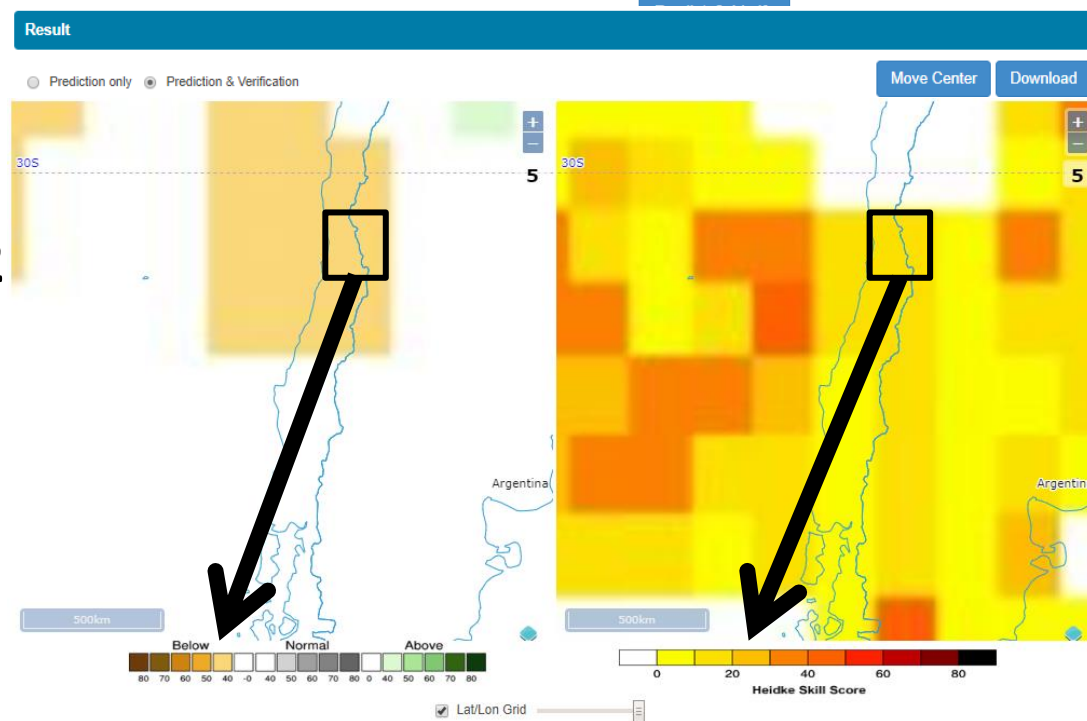 Result
Prediction only Prediction & Verification
Move Center Download
+
−
30S
5
+
−
30S
5
Argentina
Argentin
500km
500km
Below Normal Above
80 70 60 50 40 -0 40 50 60 70 80 0 40 50 60 70 80
0 20 40 60 80
Heidke Skill Score
Lat/Lon Grid